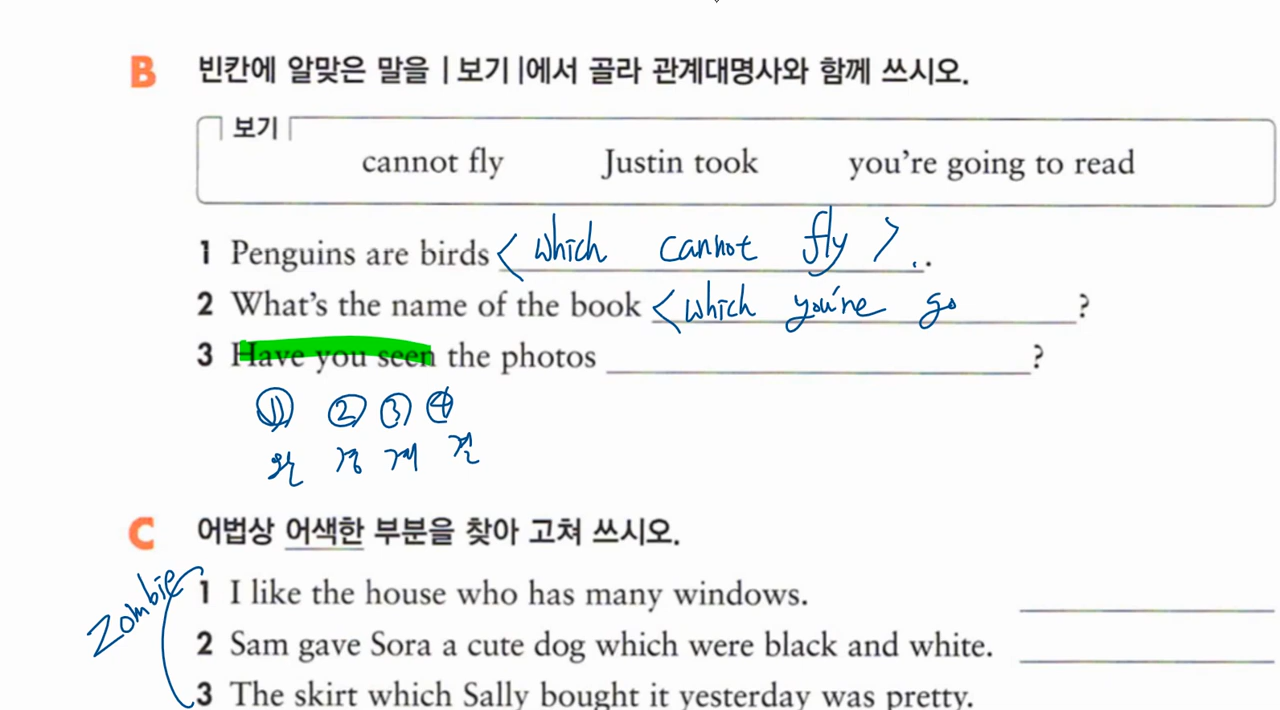 B 빈칸에 알맞은 말을 | 보기 |에서 골라 관계대명사와 함께 쓰시오.
보기
cannot fly Justin took you're going to read
1 Penguins are birds < which cannot fly > .
2 What's the name of the book < which you're go ?
3 Have you seen the photos ?
① ② ③ ④
완 경 계 결
C 어법상 어색한 부분을 찾아 고쳐 쓰시오.
Zombie
1 I like the house who has many windows.
2 Sam gave Sora a cute dog which were black and white.
3 The skirt which Sally bought it yesterday was pretty.